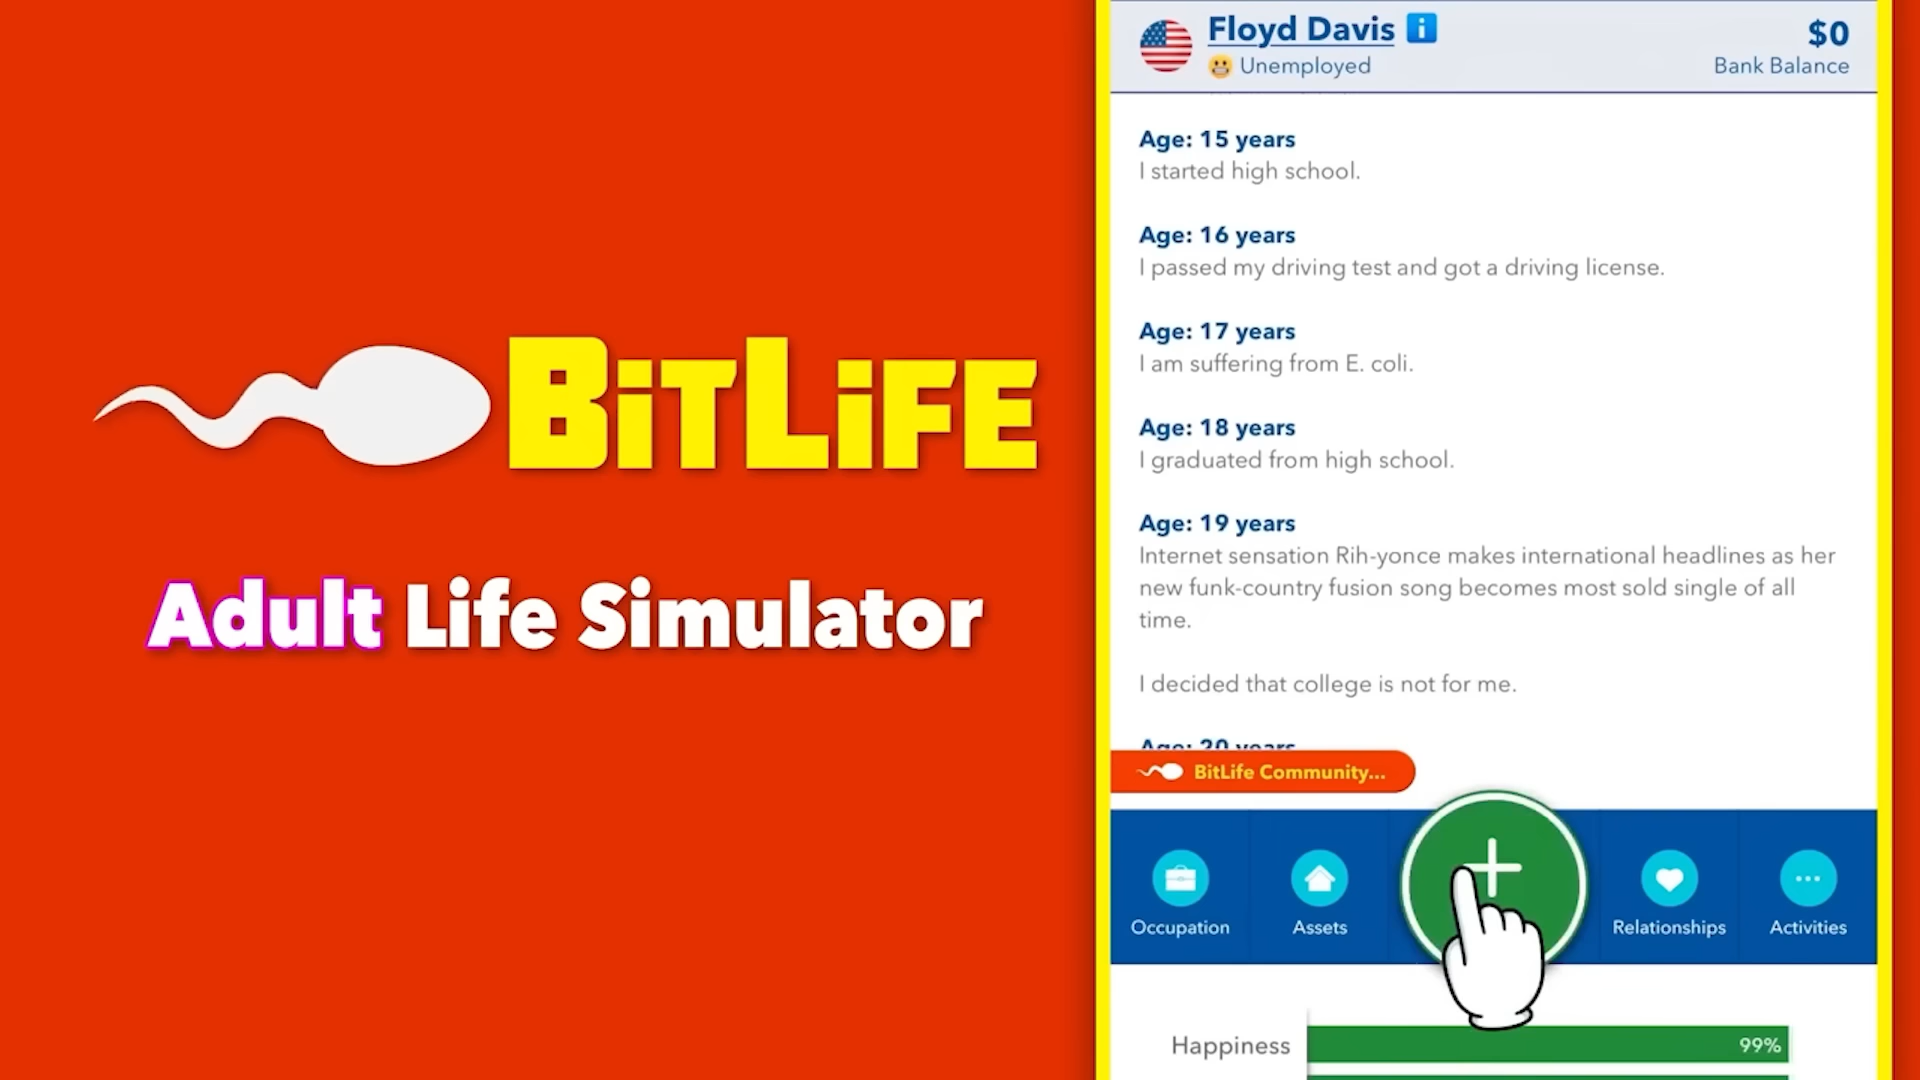 BiTLiFE
Adult Life Simulator
Floyd Davis
Unemployed
$0
Bank Balance
Age: 15 years
I started high school.
Age: 16 years
I passed my driving test and got a driving license.
Age: 17 years
I am suffering from E. coli.
Age: 18 years
I graduated from high school.
Age: 19 years
Internet sensation Rih-yonce makes international headlines as her
new funk-country fusion song becomes most sold single of all
time.
I decided that college is not for me.
Age: 20 years
BitLife Community...
Occupation
Assets
Relationships
Activities
Happiness
99%